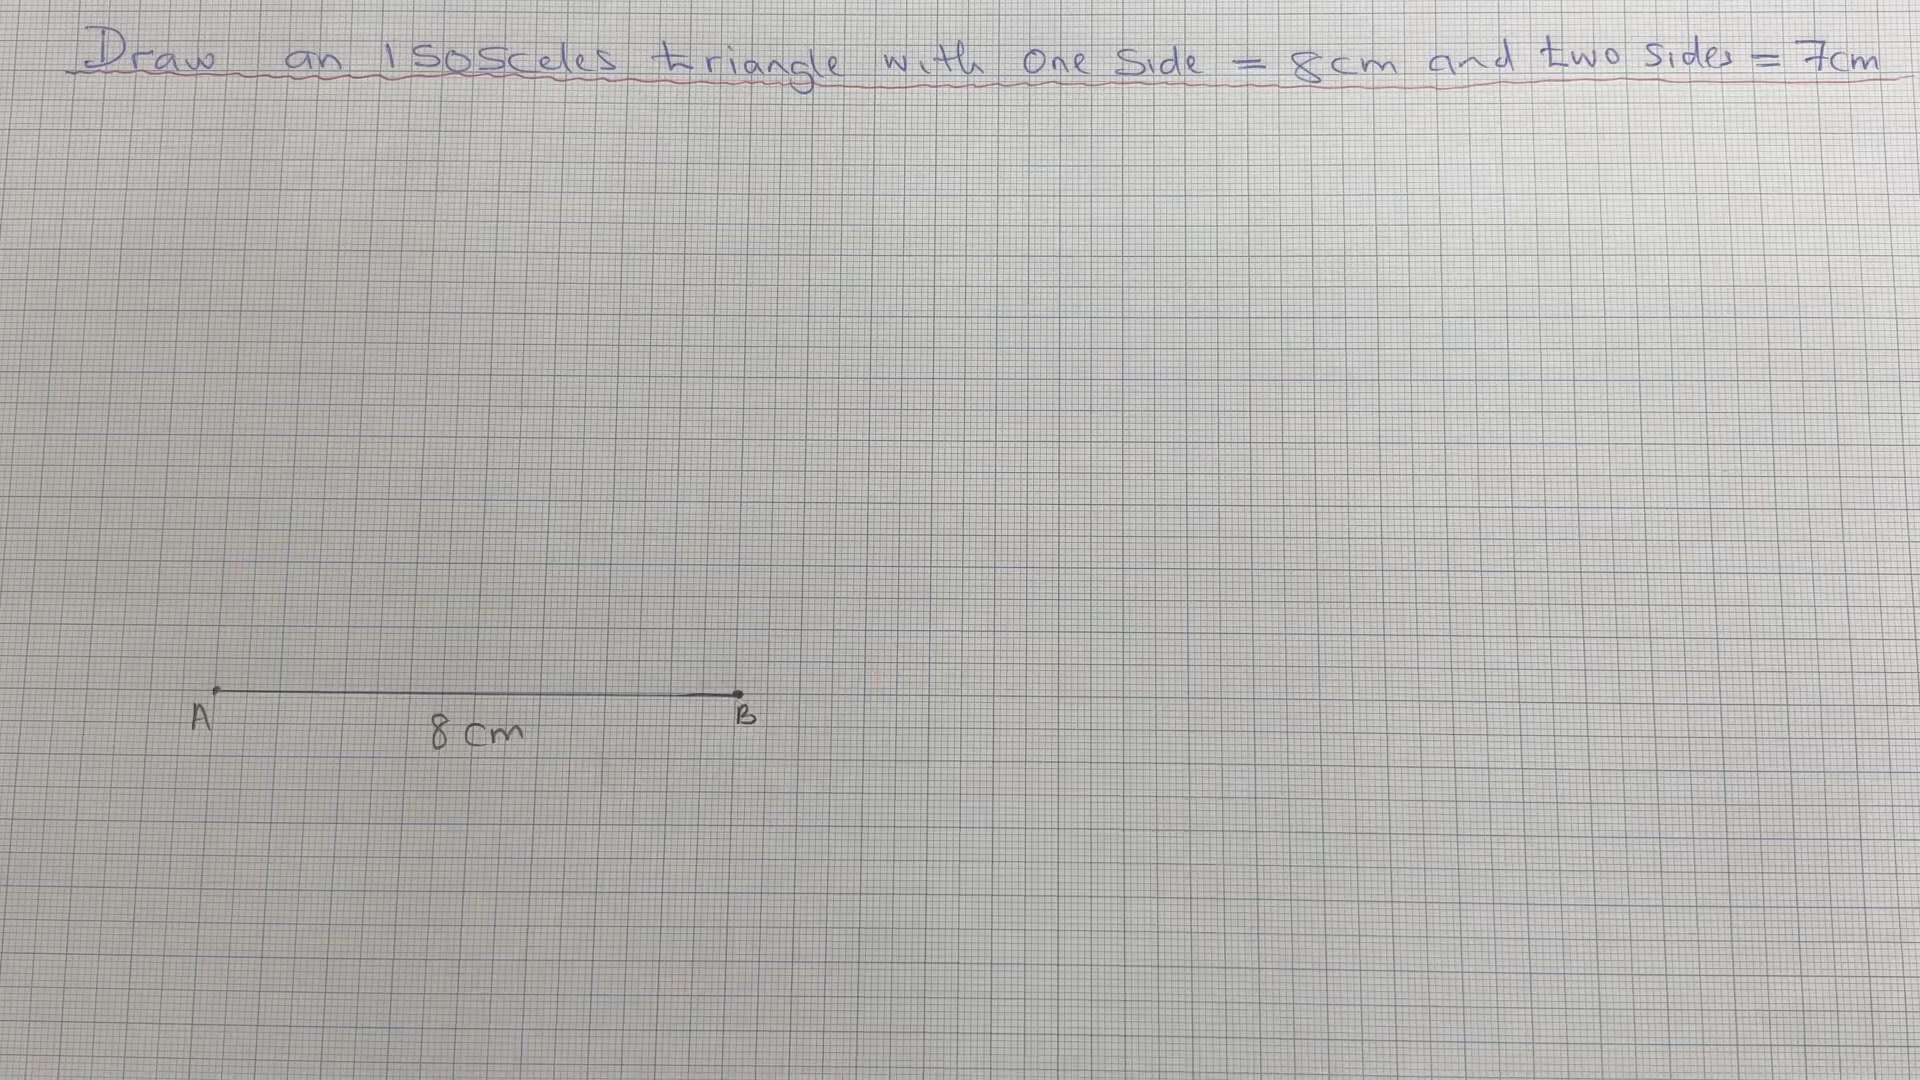 Draw an Isosceles triangle with one side = 8cm and two sides = 7cm
A B
8 cm